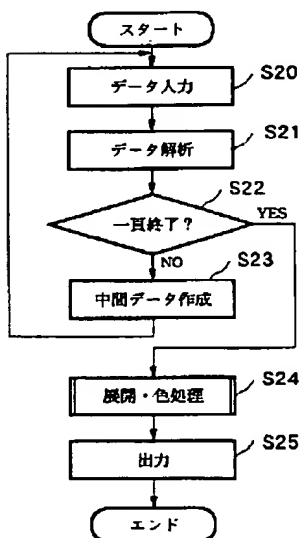 スタート
データ入力
S20
データ解析
S21
一頁終了?
S22
YES
NO
S23
中間データ作成
展開・色処理
S24
出力
S25
エンド